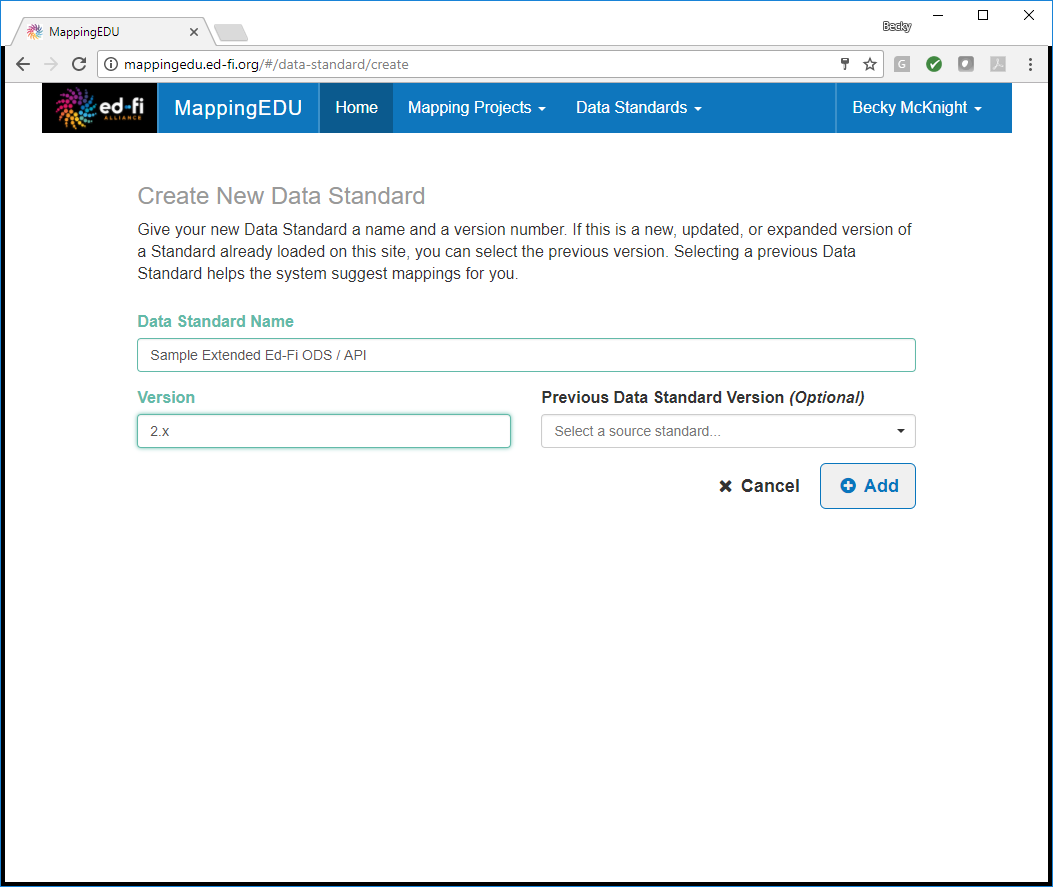 MappingEDU
Becky
mappingedu.ed-fi.org/#/data-standard/create
G
ed-fi
ALLIANCE
MappingEDU
Home
Mapping Projects
Data Standards
Becky McKnight
Create New Data Standard
Give your new Data Standard a name and a version number. If this is a new, updated, or expanded version of
a Standard already loaded on this site, you can select the previous version. Selecting a previous Data
Standard helps the system suggest mappings for you.
Data Standard Name
Sample Extended Ed-Fi ODS / API
Version
Previous Data Standard Version (Optional)
2.x
Select a source standard...
Cancel
Add